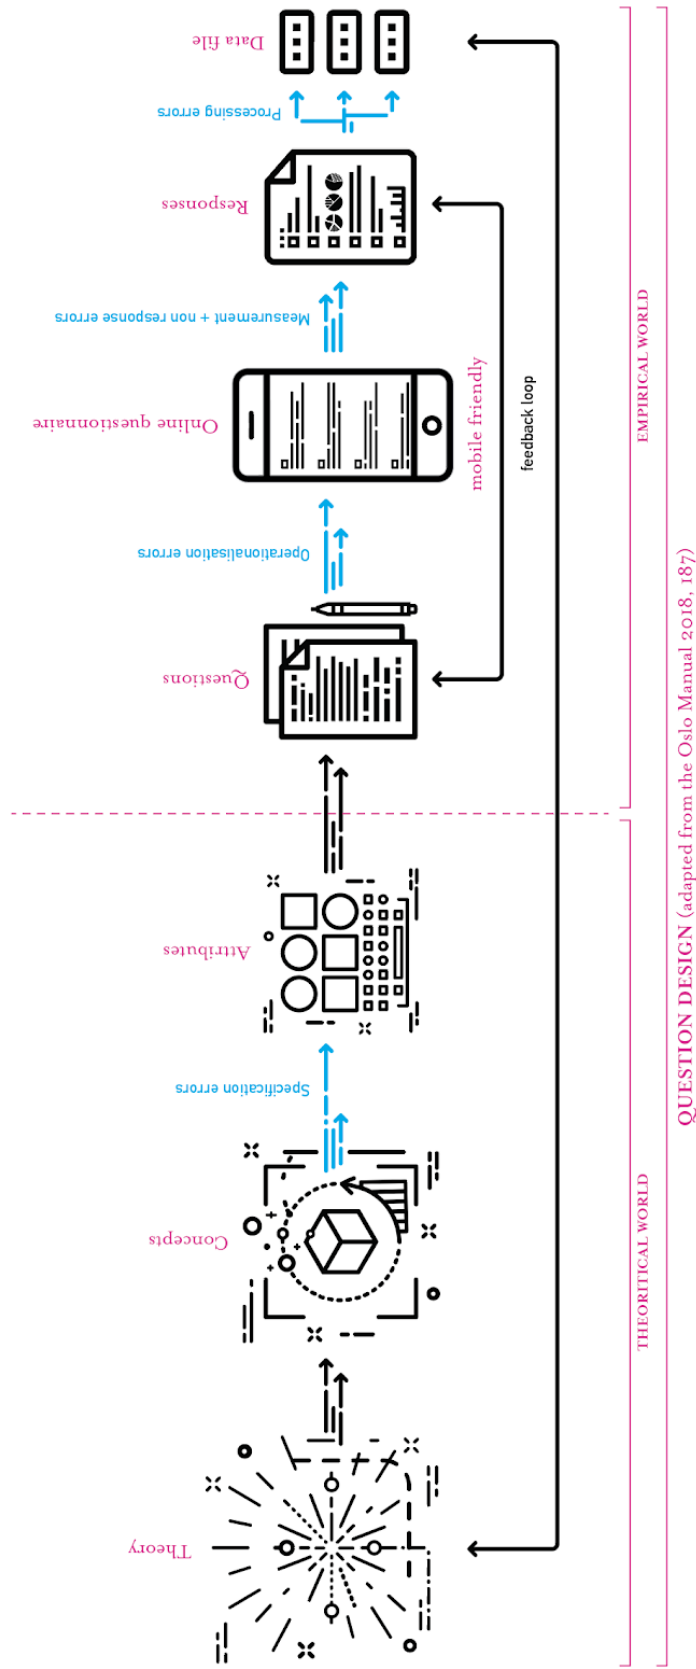 Theory
Concepts
Specification errors
Attributes
Questions
Operationalisation errors
Online questionnaire
Measurement + non response errors
Responses
Processing errors
Data file
mobile friendly
feedback loop
THEORITICAL WORLD
EMPIRICAL WORLD
QUESTION DESIGN (adapted from the Oslo Manual 2018, 187)